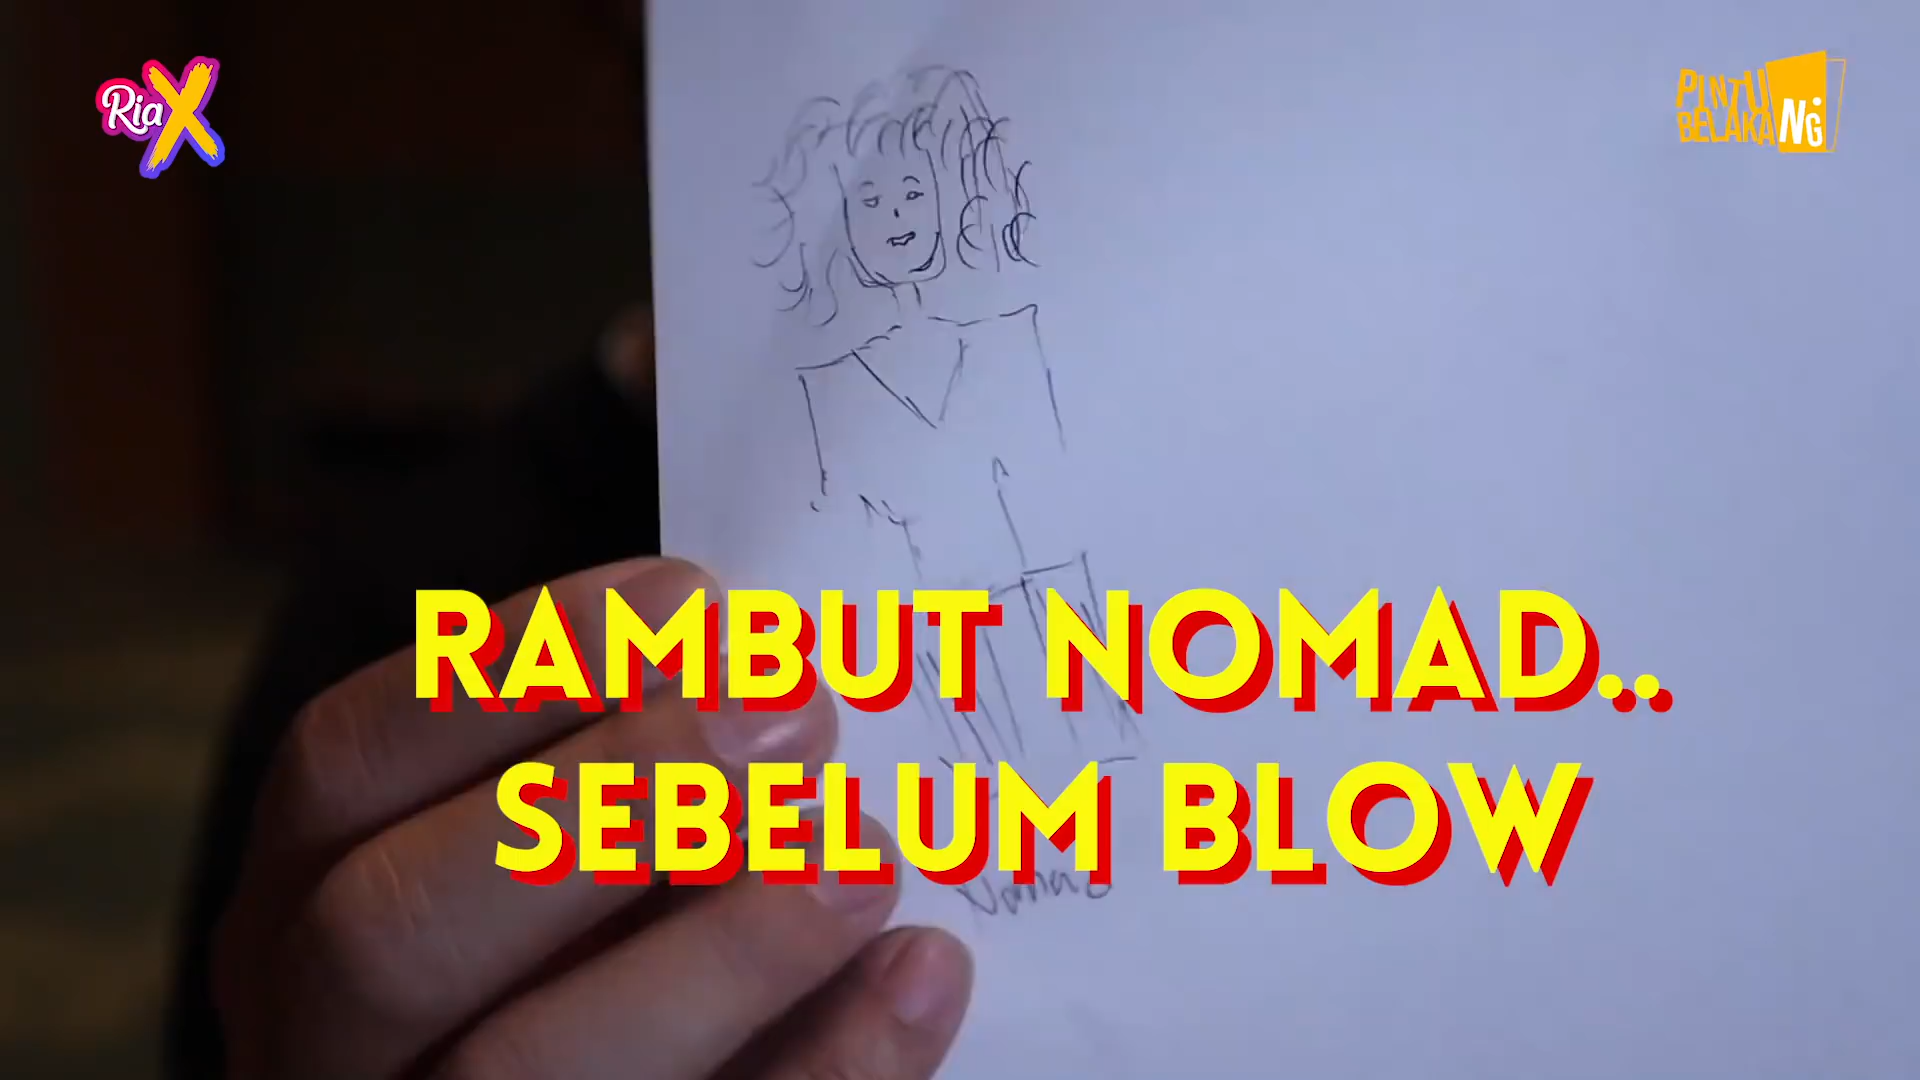 RiaX
PINTU
BELAKANG
RAMBUT NOMAD..
SEBELUM BLOW